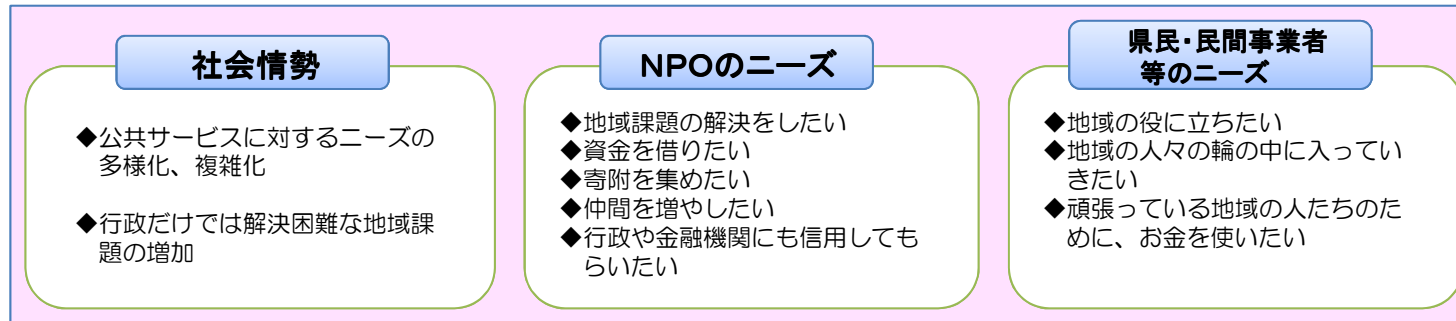 社会情勢
◆公共サービスに対するニーズの
多様化、複雑化
◆行政だけでは解決困難な地域課
題の増加
NPOのニーズ
◆地域課題の解決をしたい
◆資金を借りたい
◆寄附を集めたい
◆仲間を増やしたい
◆行政や金融機関にも信用しても
らいたい
県民・民間事業者
等のニーズ
◆地域の役に立ちたい
◆地域の人々の輪の中に入ってい
きたい
◆頑張っている地域の人たちのた
めに、お金を使いたい